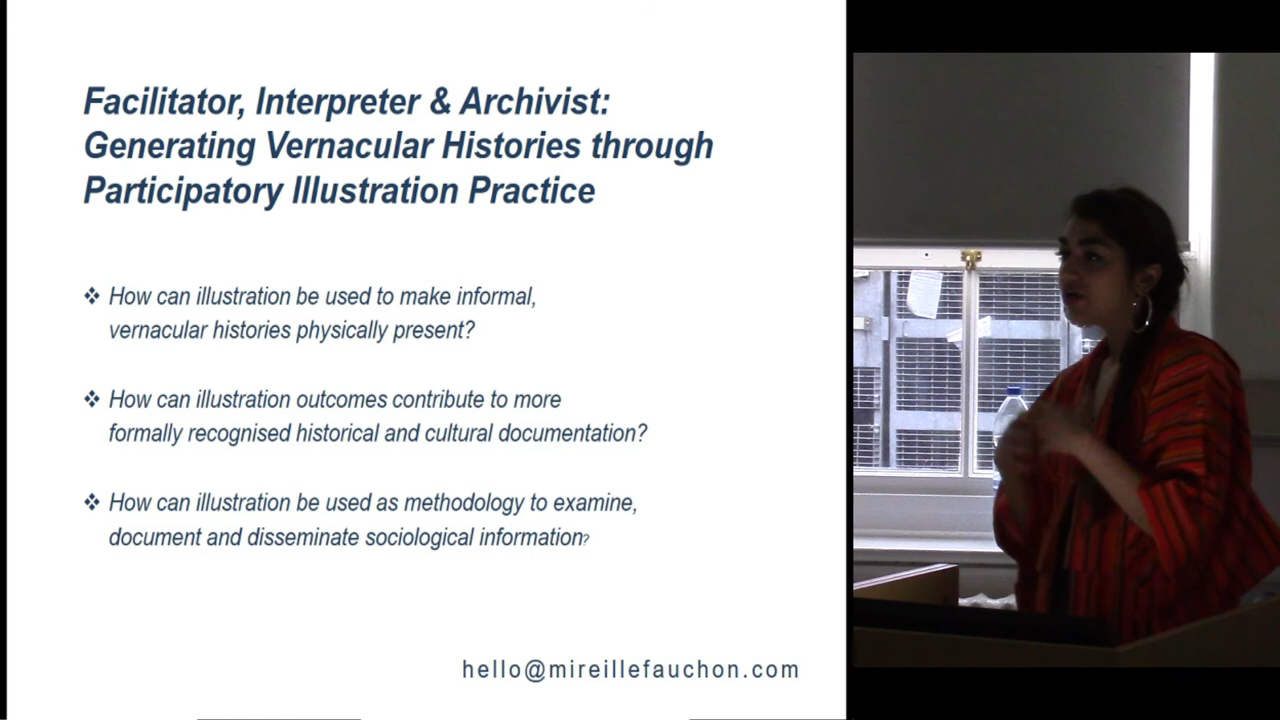 Facilitator, Interpreter & Archivist:
Generating Vernacular Histories through
Participatory Illustration Practice
❖ How can illustration be used to make informal,
vernacular histories physically present?
❖ How can illustration outcomes contribute to more
formally recognised historical and cultural documentation?
❖ How can illustration be used as methodology to examine,
document and disseminate sociological information?
hello@mireillefauchon.com